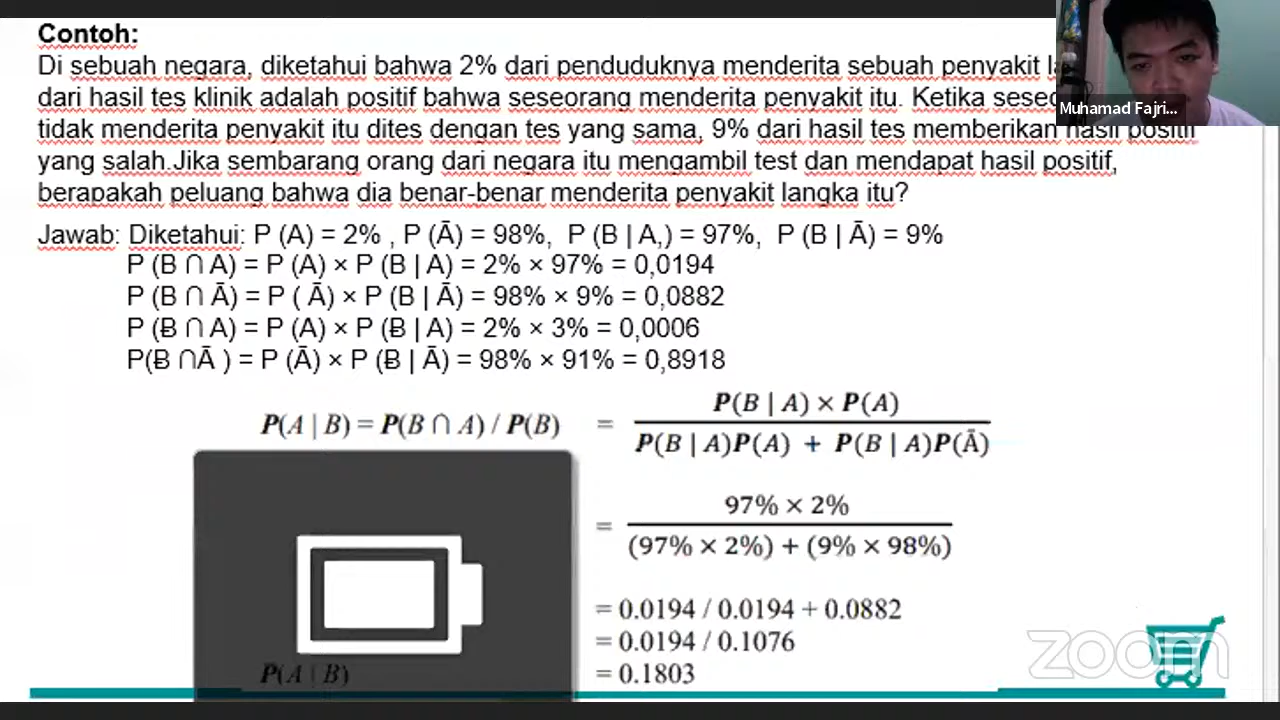 Contoh:
Di sebuah negara, diketahui bahwa 2% dari penduduknya menderita sebuah penyakit
dari hasil tes klinik adalah positif bahwa seseorang menderita penyakit itu. Ketika
tidak menderita penyakit itu dites dengan tes yang sama, 9% dari hasil tes memberikan hasil positif
yang salah.Jika sembarang orang dari negara itu mengambil test dan mendapat hasil positif,
berapakah peluang bahwa dia benar-benar menderita penyakit langka itu?
Muhamad Fajri...
Jawab: Diketahui: P (A) = 2% , P (Ā) = 98%, P (B | A,) = 97%, P (B | Ā) = 9%
P (B ∩ A) = P (A) × P (B | A) = 2% × 97% = 0,0194
P (B ∩ Ā) = P ( Ā) × P (B | Ā) = 98% × 9% = 0,0882
P (Ƀ ∩ A) = P (A) × P (Ƀ | A) = 2% × 3% = 0,0006
P(Ƀ ∩Ā ) = P (Ā) × P (Ƀ | Ā) = 98% × 91% = 0,8918
P(A | B) = P(B ∩ A) / P(B) =
P(B | A) × P(A)
P(B | A)P(A) + P(B | A)P(Ā)
=
97% × 2%
(97% × 2%) + (9% × 98%)
= 0.0194 / 0.0194 + 0.0882
= 0.0194 / 0.1076
P(A | B) = 0.1803
zoom